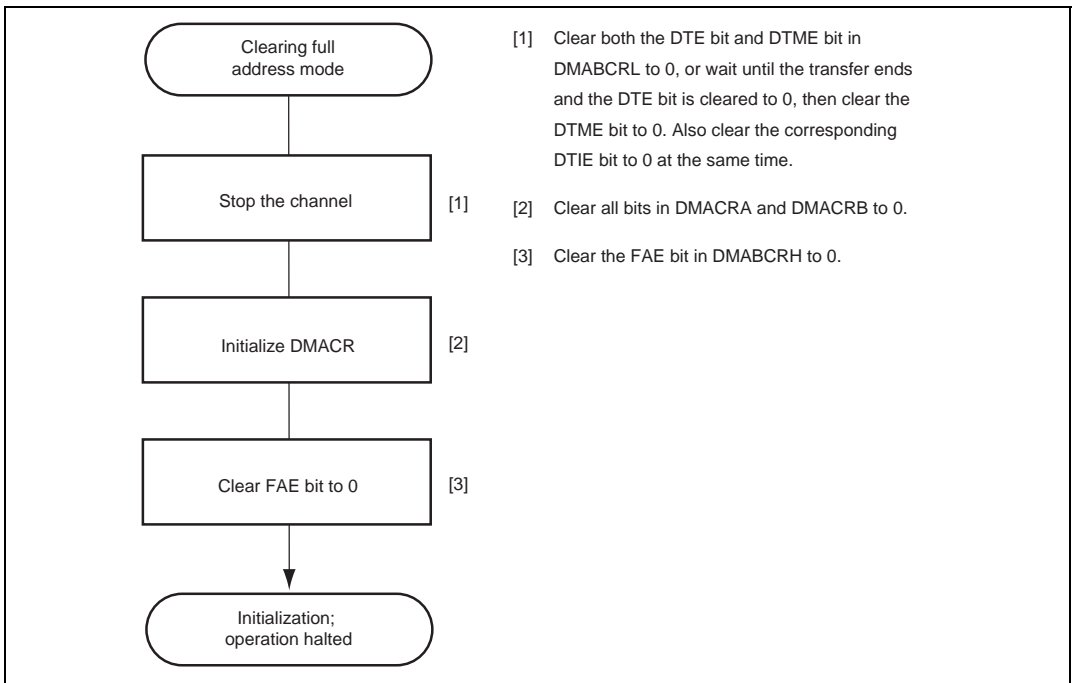 Clearing full
address mode
Stop the channel
[1]
Initialize DMACR
[2]
Clear FAE bit to 0
[3]
Initialization;
operation halted
[1] Clear both the DTE bit and DTME bit in
DMABCRL to 0, or wait until the transfer ends
and the DTE bit is cleared to 0, then clear the
DTME bit to 0. Also clear the corresponding
DTIE bit to 0 at the same time.
[2] Clear all bits in DMACRA and DMACRB to 0.
[3] Clear the FAE bit in DMABCRH to 0.